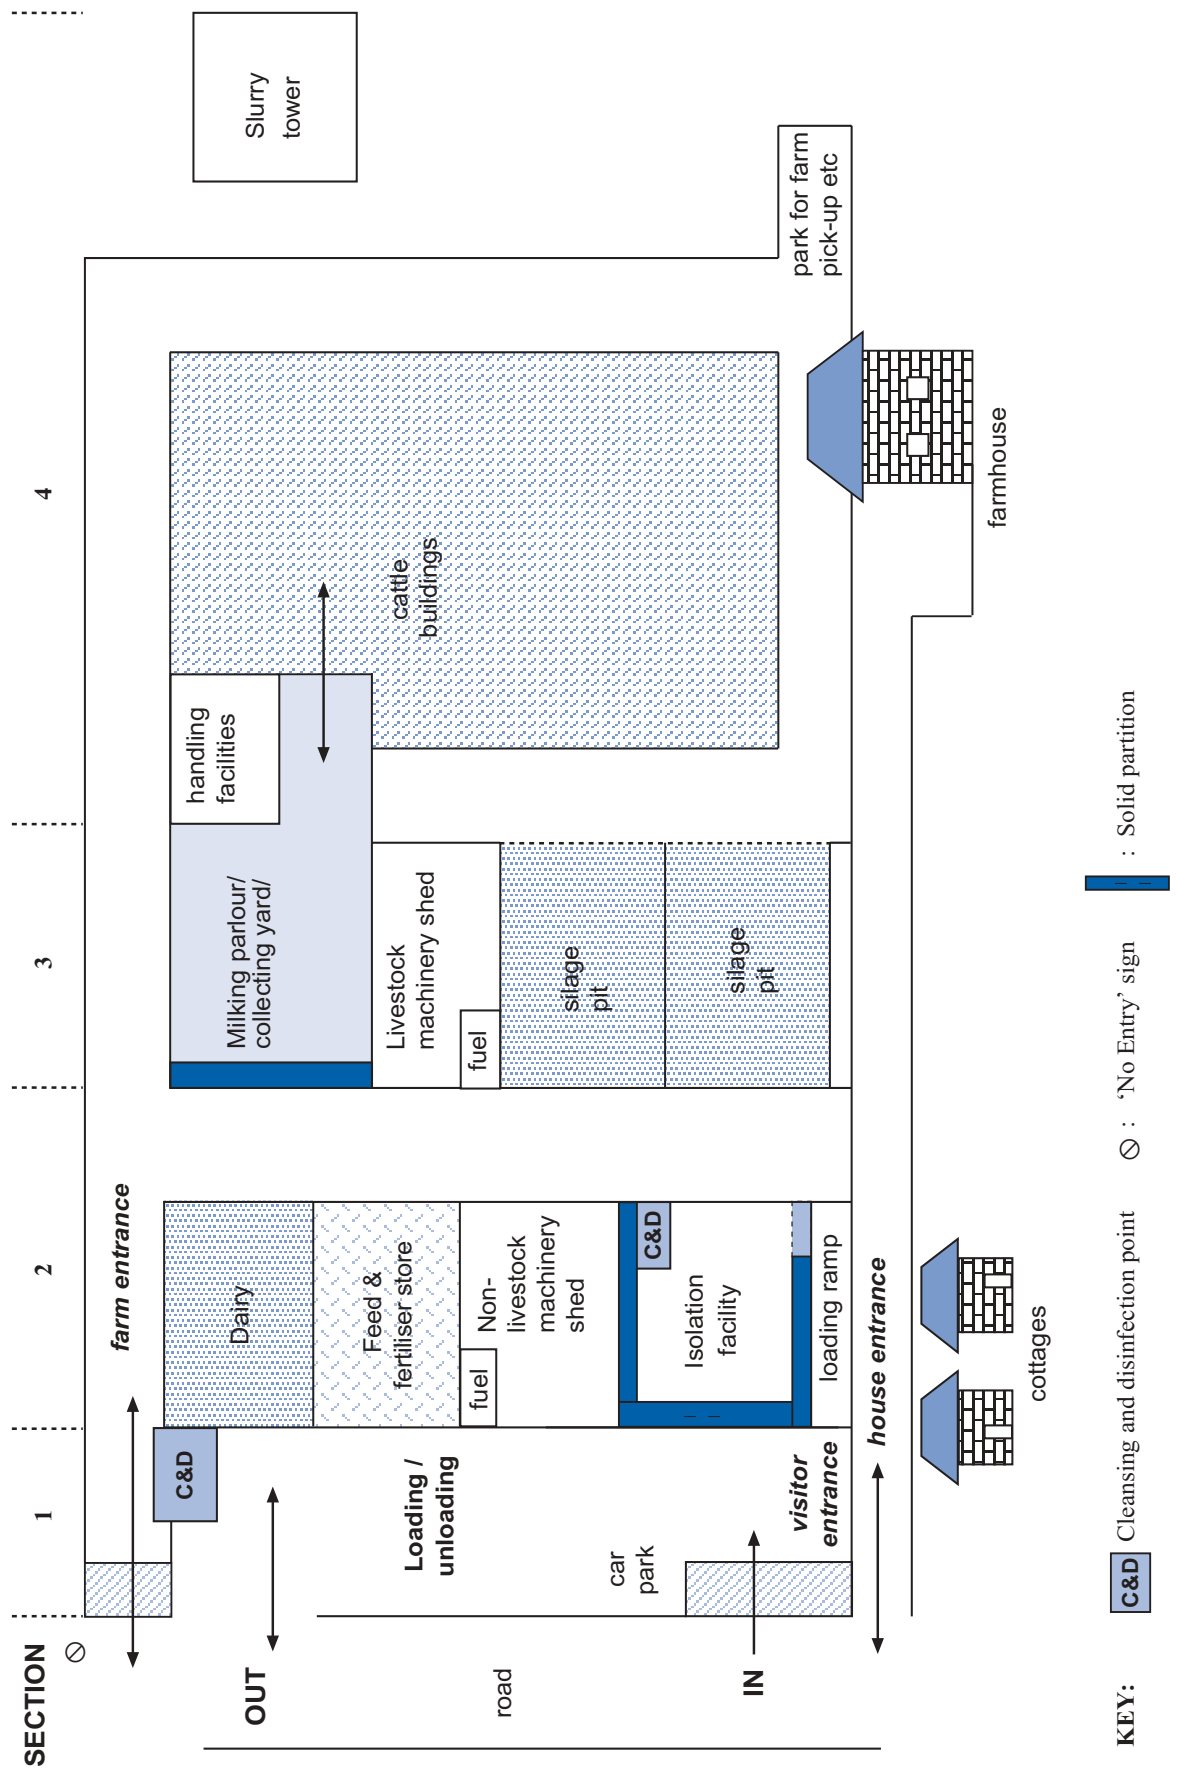 SECTION
1
2
3
4
farm entrance
C&D
Slurry
tower
OUT
Dairy
Milking parlour/
collecting yard/
handling
facilities
Feed &
fertiliser store
Loading /
unloading
Livestock
machinery shed
fuel
cattle
buildings
road
Non-
livestock
machinery
shed
fuel
silage
pit
car
park
C&D
Isolation
facility
silage
pit
IN
visitor
entrance
loading ramp
park for farm
pick-up etc
house entrance
farmhouse
cottages
KEY:
C&D Cleansing and disinfection point
: ‘No Entry’ sign
: Solid partition